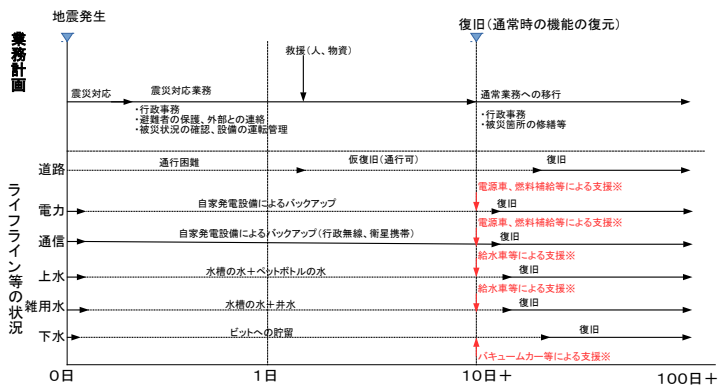 地震発生
復旧(通常時の機能の復元)
業務計画
救援(人、物資)
震災対応
震災対応業務
通常業務への移行
・行政事務
・避難者の保護、外部との連絡
・被災状況の確認、設備の運転管理
・行政事務
・被災箇所の修繕等
ライフライン等の状況
道路
通行困難
仮復旧(通行可)
復旧
電源車、燃料補給等による支援※
電力
自家発電設備によるバックアップ
復旧
電源車、燃料補給等による支援※
通信
自家発電設備によるバックアップ(行政無線、衛星携帯)
復旧
給水車等による支援※
上水
水槽の水+ペットボトルの水
復旧
給水車等による支援※
雑用水
水槽の水+井水
復旧
下水
ピットへの貯留
復旧
バキュームカー等による支援※
0日
1日
10日+
100日+